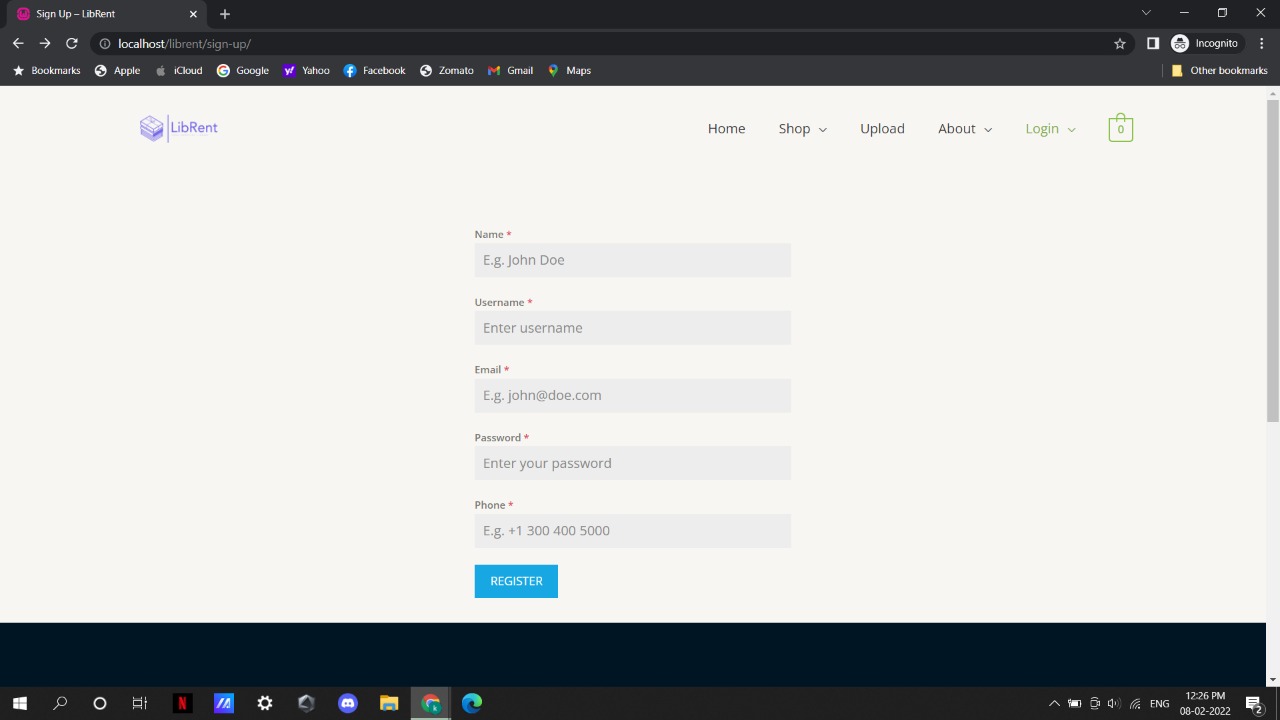 Sign Up – LibRent
localhost/librent/sign-up/
Incognito
Bookmarks Apple iCloud Google Yahoo Facebook Zomato Gmail Maps Other bookmarks
LibRent
Home Shop Upload About Login 0
Name *
E.g. John Doe
Username *
Enter username
Email *
E.g. john@doe.com
Password *
Enter your password
Phone *
E.g. +1 300 400 5000
REGISTER
ENG
12:26 PM
08-02-2022
2